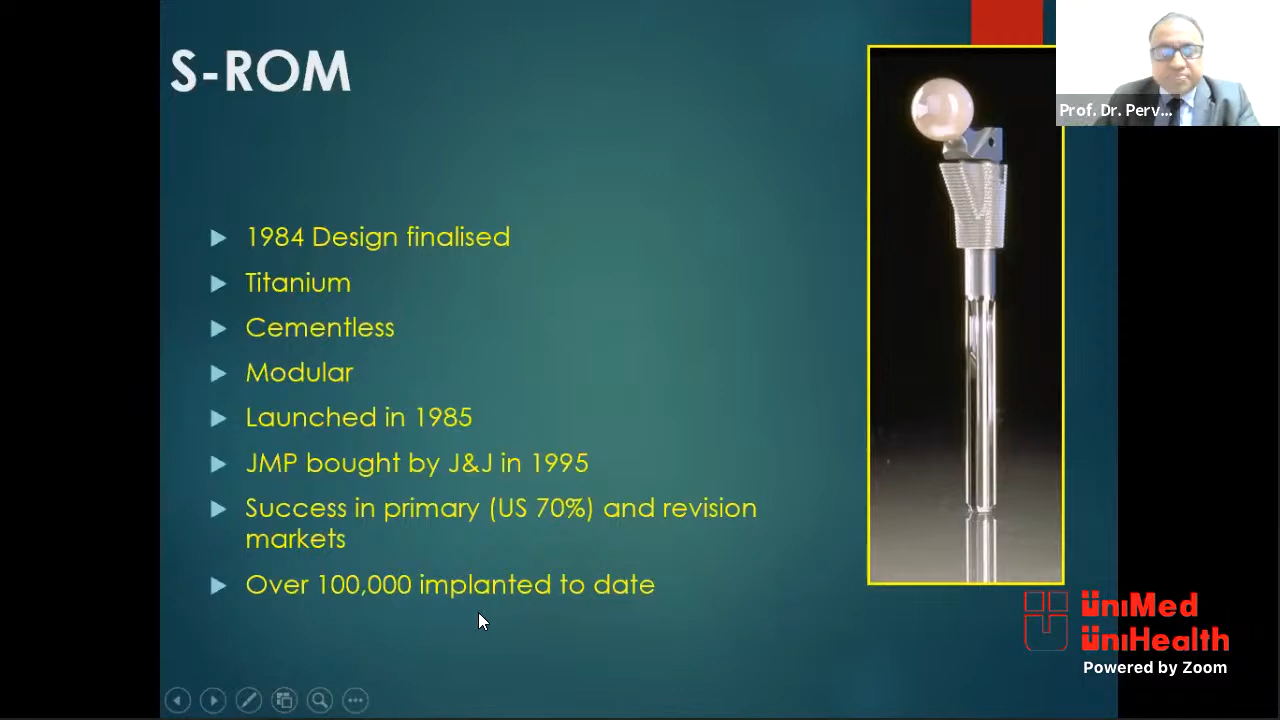 S-ROM
Prof. Dr. Perv...
1984 Design finalised
Titanium
Cementless
Modular
Launched in 1985
JMP bought by J&J in 1995
Success in primary (US 70%) and revision
markets
Over 100,000 implanted to date
ÜnıMed
ÜnıHealth
Powered by Zoom